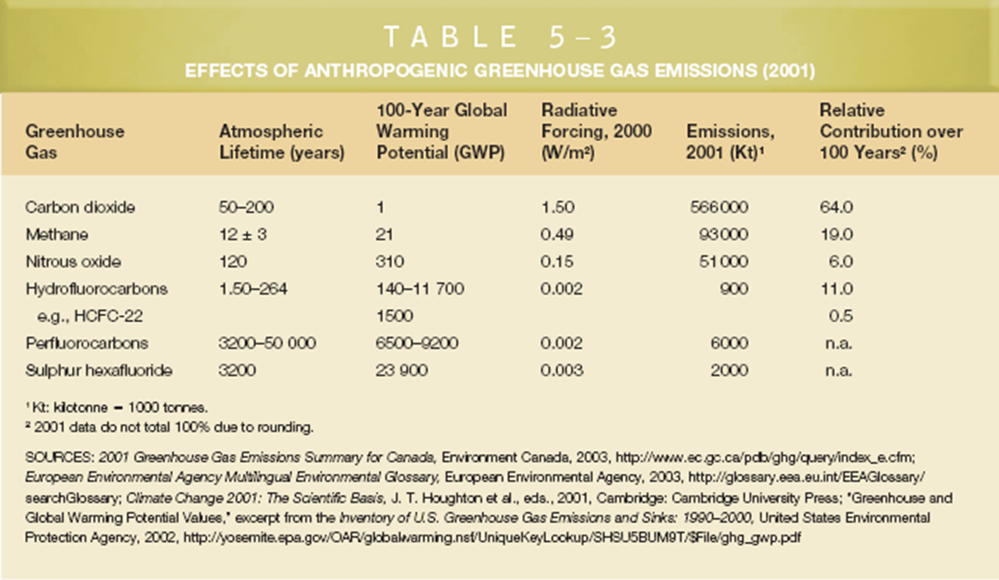 TABLE 5–3
EFFECTS OF ANTHROPOGENIC GREENHOUSE GAS EMISSIONS (2001)
Greenhouse Gas | Atmospheric Lifetime (years) | 100-Year Global Warming Potential (GWP) | Radiative Forcing, 2000 (W/m²) | Emissions, 2001 (Kt)¹ | Relative Contribution over 100 Years² (%)
Carbon dioxide 50–200 1 1.50 566 000 64.0
Methane 12 ± 3 21 0.49 93 000 19.0
Nitrous oxide 120 310 0.15 51 000 6.0
Hydrofluorocarbons 1.50–264 140–11 700 0.002 900 11.0
e.g., HCFC-22 1500 0.5
Perfluorocarbons 3200–50 000 6500–9200 0.002 6000 n.a.
Sulphur hexafluoride 3200 23 900 0.003 2000 n.a.
¹ Kt: kilotonne = 1000 tonnes.
² 2001 data do not total 100% due to rounding.
SOURCES: 2001 Greenhouse Gas Emissions Summary for Canada, Environment Canada, 2003, http://www.ec.gc.ca/pdb/ghg/query/index_e.cfm;
European Environmental Agency Multilingual Environmental Glossary, European Environmental Agency, 2003, http://glossary.eea.eu.int/EEAGlossary/
searchGlossary; Climate Change 2001: The Scientific Basis, J. T. Houghton et al., eds., 2001, Cambridge: Cambridge University Press; "Greenhouse and
Global Warming Potential Values," excerpt from the Inventory of U.S. Greenhouse Gas Emissions and Sinks: 1990–2000, United States Environmental
Protection Agency, 2002, http://yosemite.epa.gov/OAR/globalwarming.nsf/UniqueKeyLookup/SHSU5BUM9T/$File/ghg_gwp.pdf